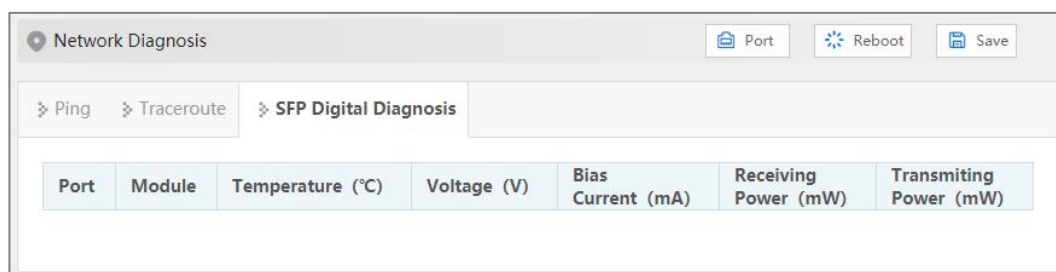 Network Diagnosis Port Reboot Save
Ping Traceroute SFP Digital Diagnosis
Port Module Temperature (℃) Voltage (V) Bias Current (mA) Receiving Power (mW) Transmiting Power (mW)